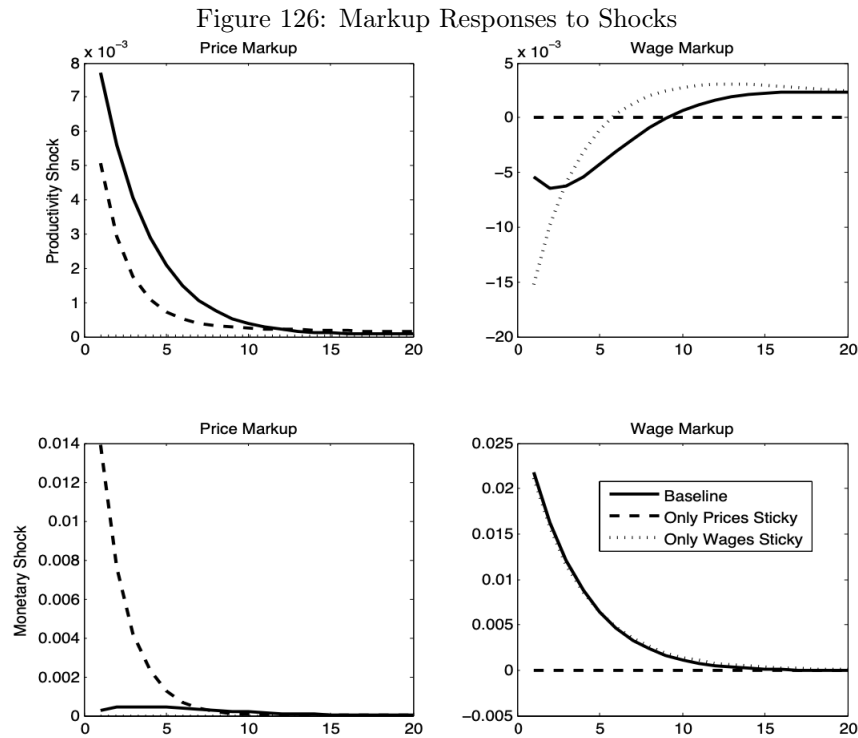 Figure 126: Markup Responses to Shocks
Price Markup
x 10⁻³
Productivity Shock
8
7
6
5
4
3
2
1
0
0 5 10 15 20
Wage Markup
x 10⁻³
5
0
−5
−10
−15
−20
0 5 10 15 20
Price Markup
Monetary Shock
0.014
0.012
0.01
0.008
0.006
0.004
0.002
0
0 5 10 15 20
Wage Markup
0.025
0.02
0.015
0.01
0.005
0
−0.005
0 5 10 15 20
Baseline
Only Prices Sticky
Only Wages Sticky